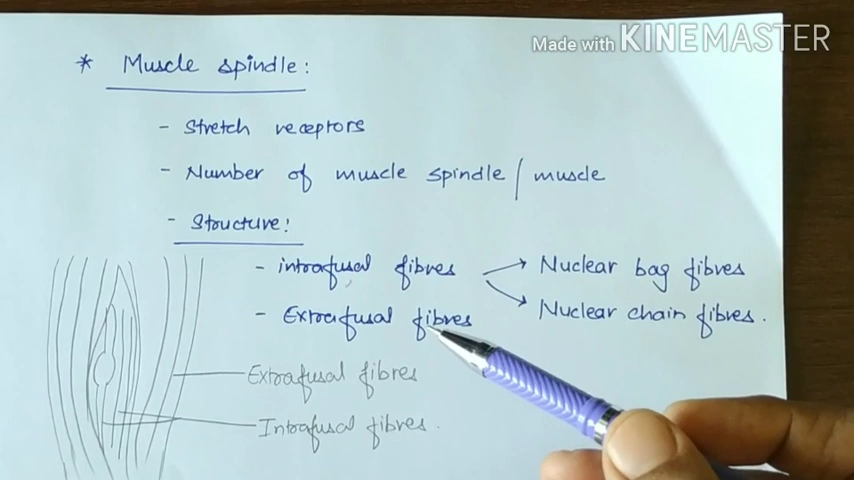 Made with KINEMASTER
* Muscle spindle:
- Stretch receptors
- Number of muscle spindle / muscle
- Structure:
- intrafusal fibres → Nuclear bag fibres
→ Nuclear chain fibres.
- Extrafusal fibres
Extrafusal fibres
Intrafusal fibres.